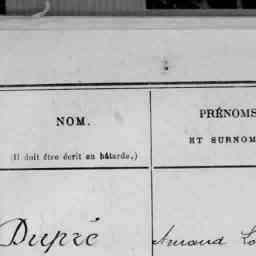 NOM.
(Il doit être écrit en bâtarde.)
PRÉNOMS
ET SURNOM
Dupré